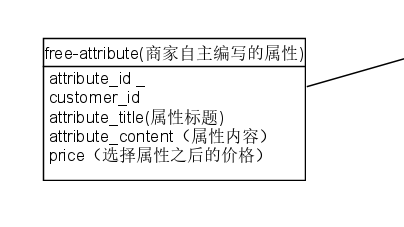 free-attribute(商家自主编写的属性)
attribute_id _
customer_id
attribute_title(属性标题)
attribute_content（属性内容）
price（选择属性之后的价格）